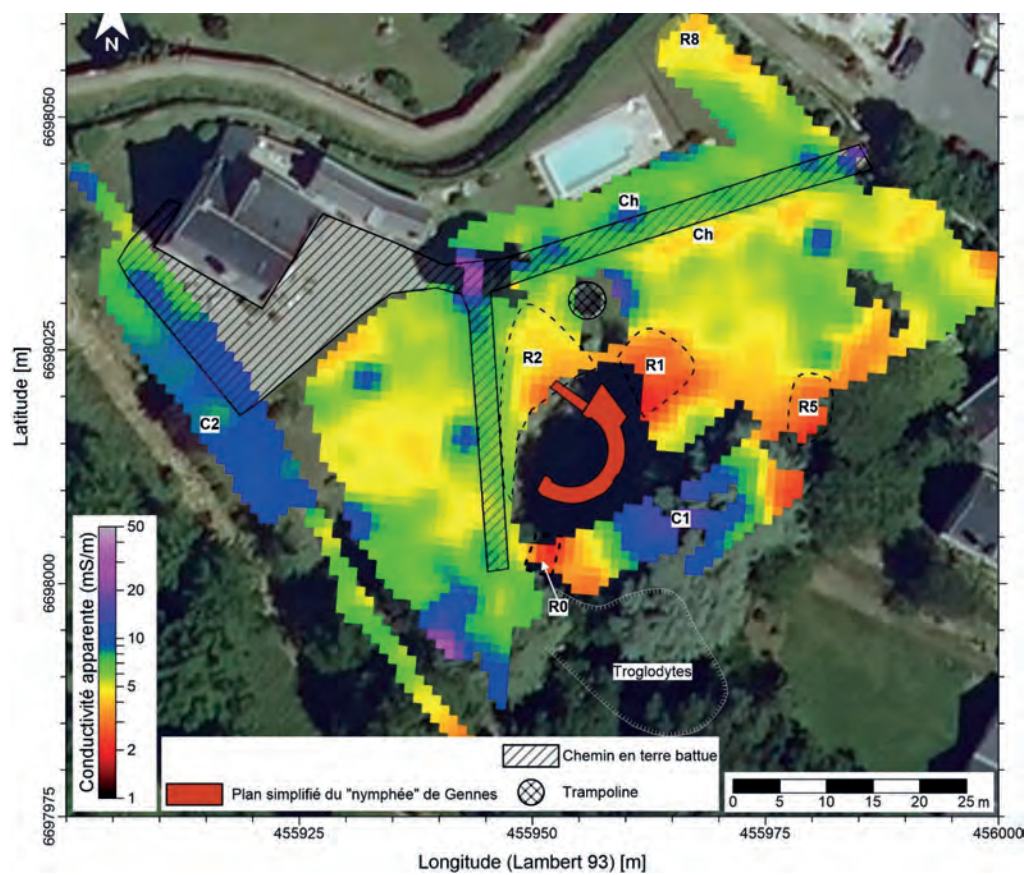 N
R8
6698050
Ch
Ch
6698025
R2
R1
R5
C2
C1
6698000
R0
Troglodytes
6697975
Latitude [m]
Conductivité apparente (mS/m)
50
20
10
5
2
1
Chemin en terre battue
Plan simplifié du "nymphée" de Gennes
Trampoline
0 5 10 15 20 25 m
455925 455950 455975 456000
Longitude (Lambert 93) [m]